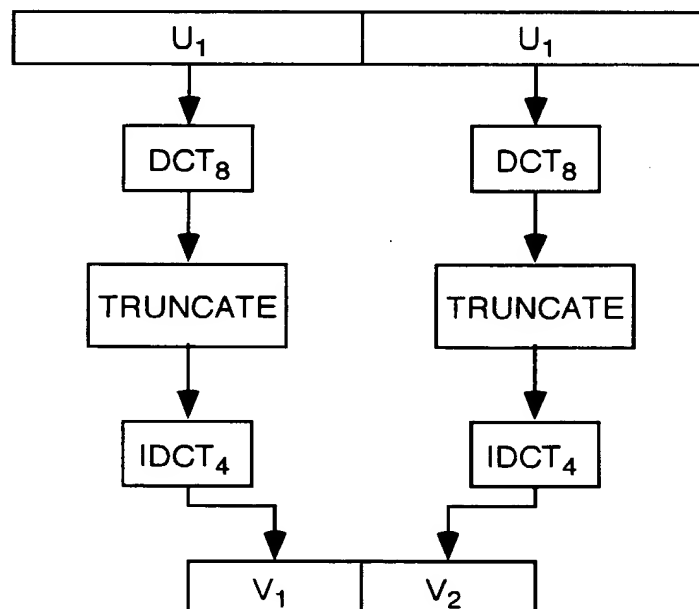 U₁ U₁
DCT₈ DCT₈
TRUNCATE TRUNCATE
IDCT₄ IDCT₄
V₁ V₂